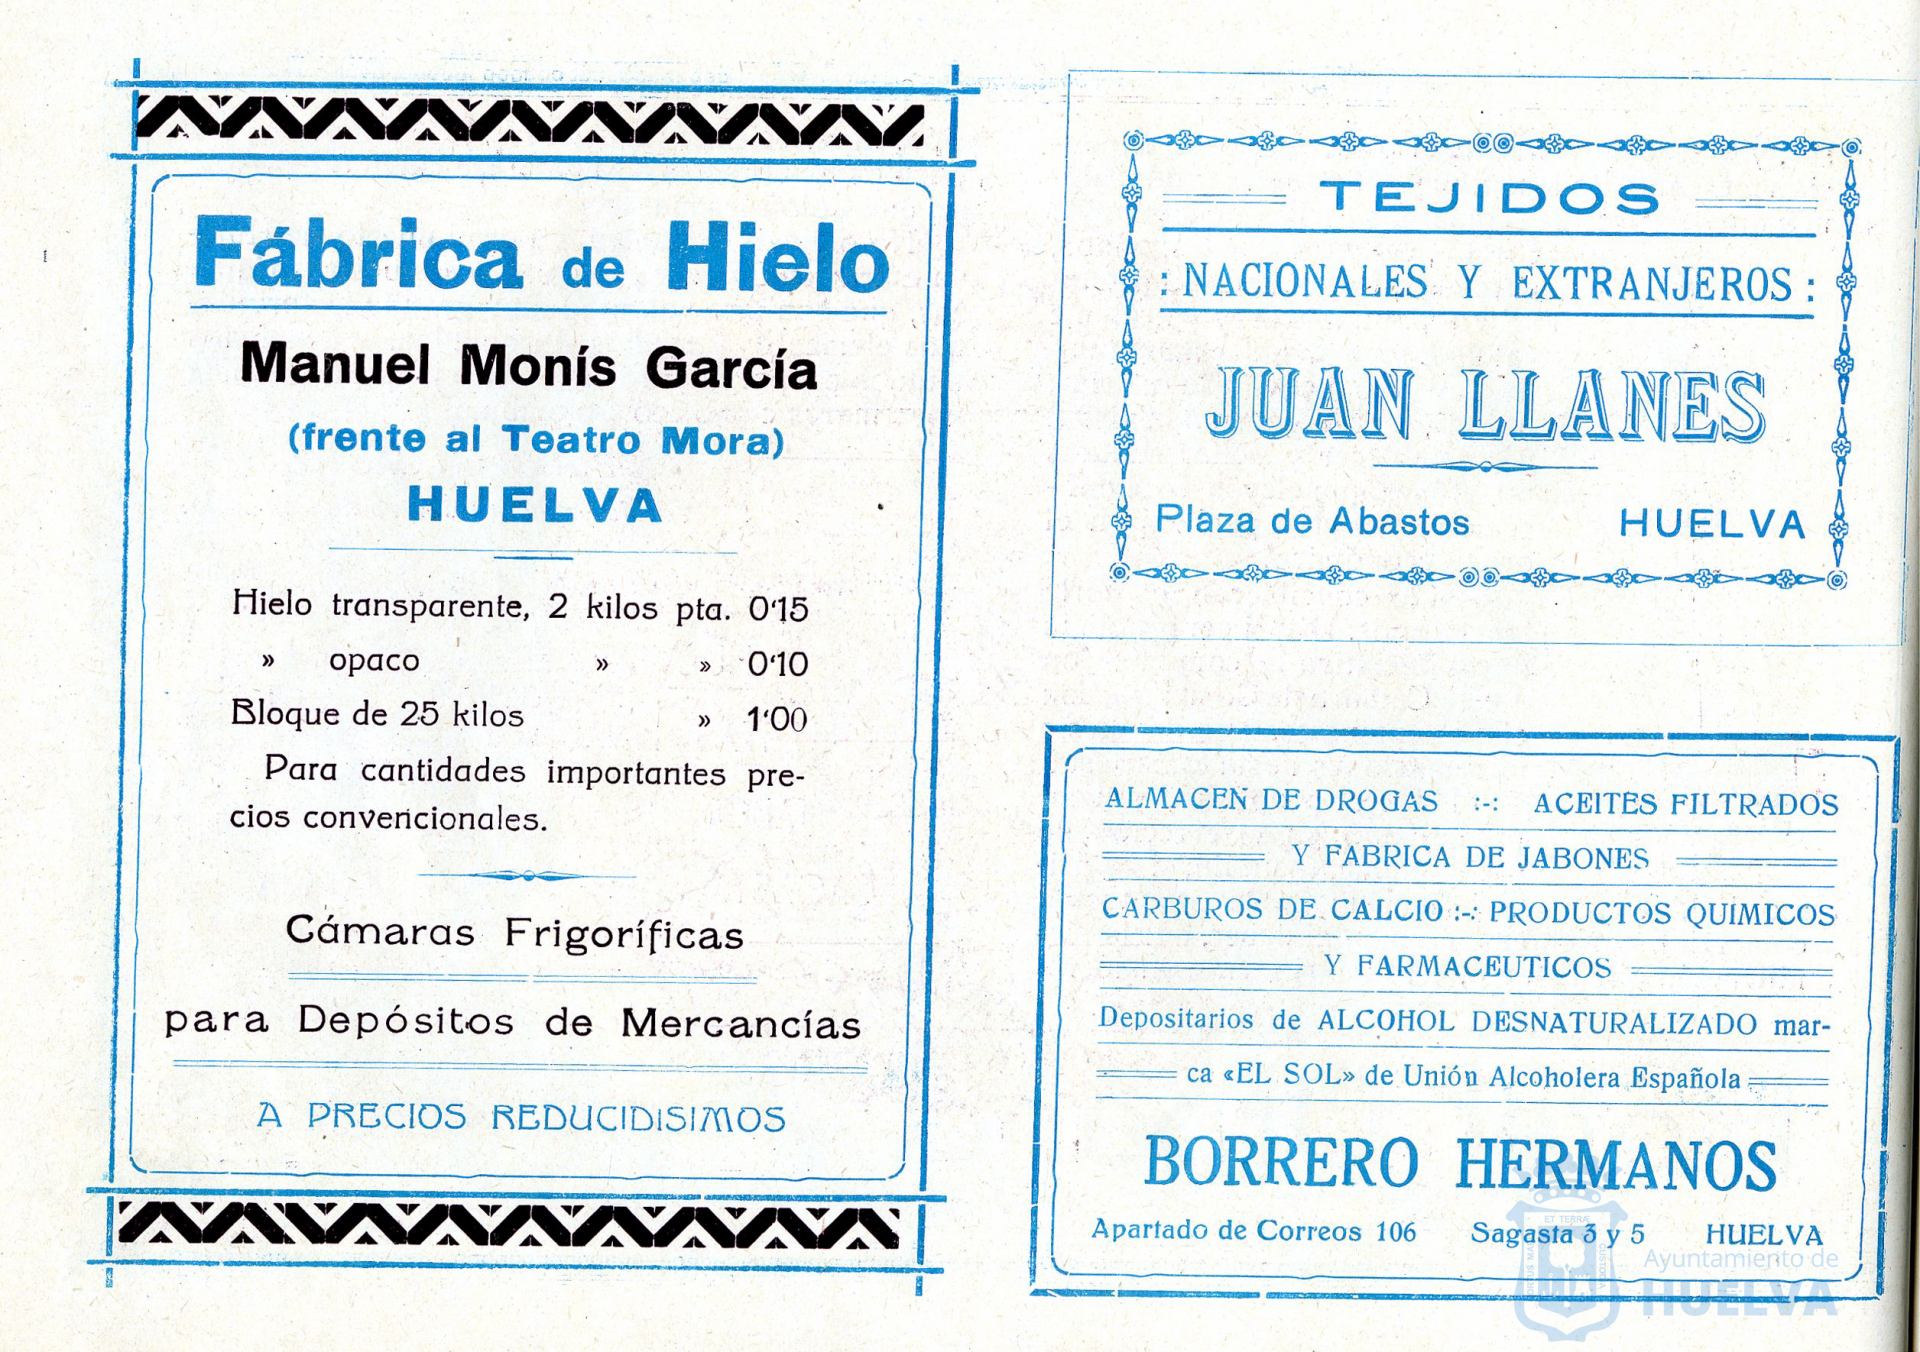 Fábrica de Hielo
Manuel Monís García
(frente al Teatro Mora)
HUELVA
Hielo transparente, 2 kilos pta. 0'15
» opaco » » 0'10
Bloque de 25 kilos » 1'00
Para cantidades importantes pre-
cios convencionales.
Cámaras Frigoríficas
para Depósitos de Mercancías
A PRECIOS REDUCIDISIMOS
TEJIDOS
: NACIONALES Y EXTRANJEROS :
JUAN LLANES
Plaza de Abastos HUELVA
ALMACEN DE DROGAS :-: ACEITES FILTRADOS
Y FABRICA DE JABONES
CARBUROS DE CALCIO :-: PRODUCTOS QUIMICOS
Y FARMACEUTICOS
Depositarios de ALCOHOL DESNATURALIZADO mar-
ca «EL SOL» de Unión Alcoholera Española
BORRERO HERMANOS
Apartado de Correos 106 Sagasta 3 y 5 HUELVA
Ayuntamiento de
HUELVA